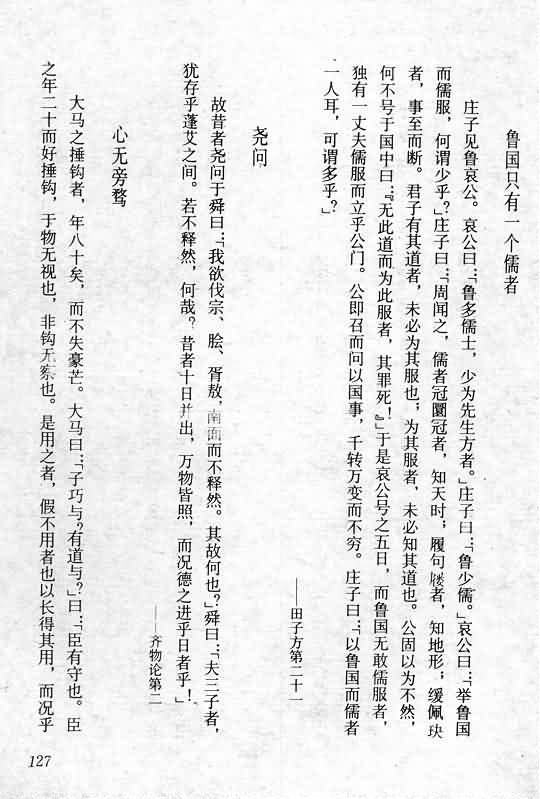 鲁国只有一个儒者
庄子见鲁哀公。哀公曰：“鲁多儒士，少为先生方者。”庄子曰：“鲁少儒。”哀公曰：“举鲁国
而儒服，何谓少乎？”庄子曰：“周闻之，儒者冠圜冠者，知天时；履句屦者，知地形；缓佩玦
者，事至而断。君子有其道者，未必为其服也；为其服者，未必知其道也。公固以为不然，
何不号于国中曰：‘无此道而为此服者，其罪死！’”于是哀公号之五日，而鲁国无敢儒服者，
独有一丈夫儒服而立乎公门。公即召而问以国事，千转万变而不穷。庄子曰：“以鲁国而儒者
一人耳，可谓多乎？”
——田子方第二十一
尧问
故昔者尧问于舜曰：“我欲伐宗、脍、胥敖，南面而不释然。其故何也？”舜曰：“夫三子者，
犹存乎蓬艾之间。若不释然，何哉？昔者十日并出，万物皆照，而况德之进乎日者乎！”
——齐物论第二
心无旁骛
大马之捶钩者，年八十矣，而不失豪芒。大马曰：“子巧与？有道与？”曰：“臣有守也。臣
之年二十而好捶钩，于物无视也，非钩无察也。是用之者，假不用者也以长得其用，而况乎
127